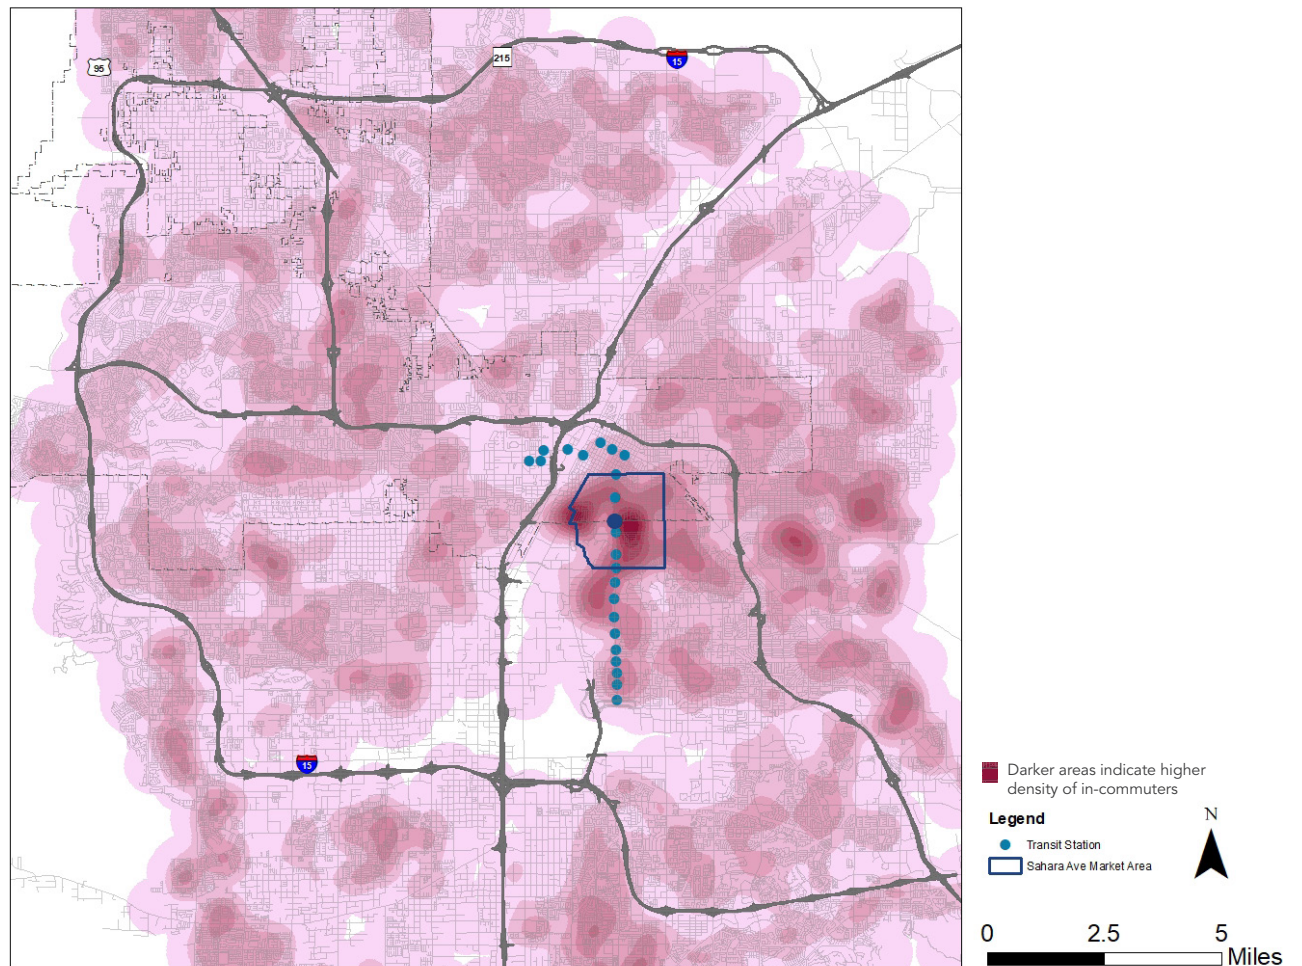 95
215
15
15
Darker areas indicate higher
density of in-commuters
Legend
N
Transit Station
Sahara Ave Market Area
0
2.5
5
Miles